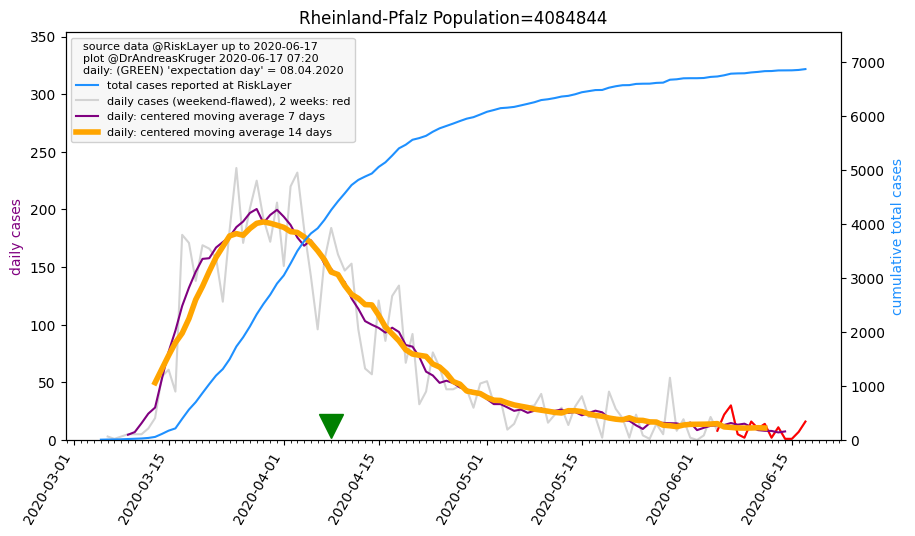 Rheinland-Pfalz Population=4084844
source data @RiskLayer up to 2020-06-17
plot @DrAndreasKruger 2020-06-17 07:20
daily: (GREEN) 'expectation day' = 08.04.2020
total cases reported at RiskLayer
daily cases (weekend-flawed), 2 weeks: red
daily: centered moving average 7 days
daily: centered moving average 14 days
daily cases
350
300
250
200
150
100
50
0
7000
6000
5000
4000
3000
2000
1000
0
cumulative total cases
2020-03-01
2020-03-15
2020-04-01
2020-04-15
2020-05-01
2020-05-15
2020-06-01
2020-06-15